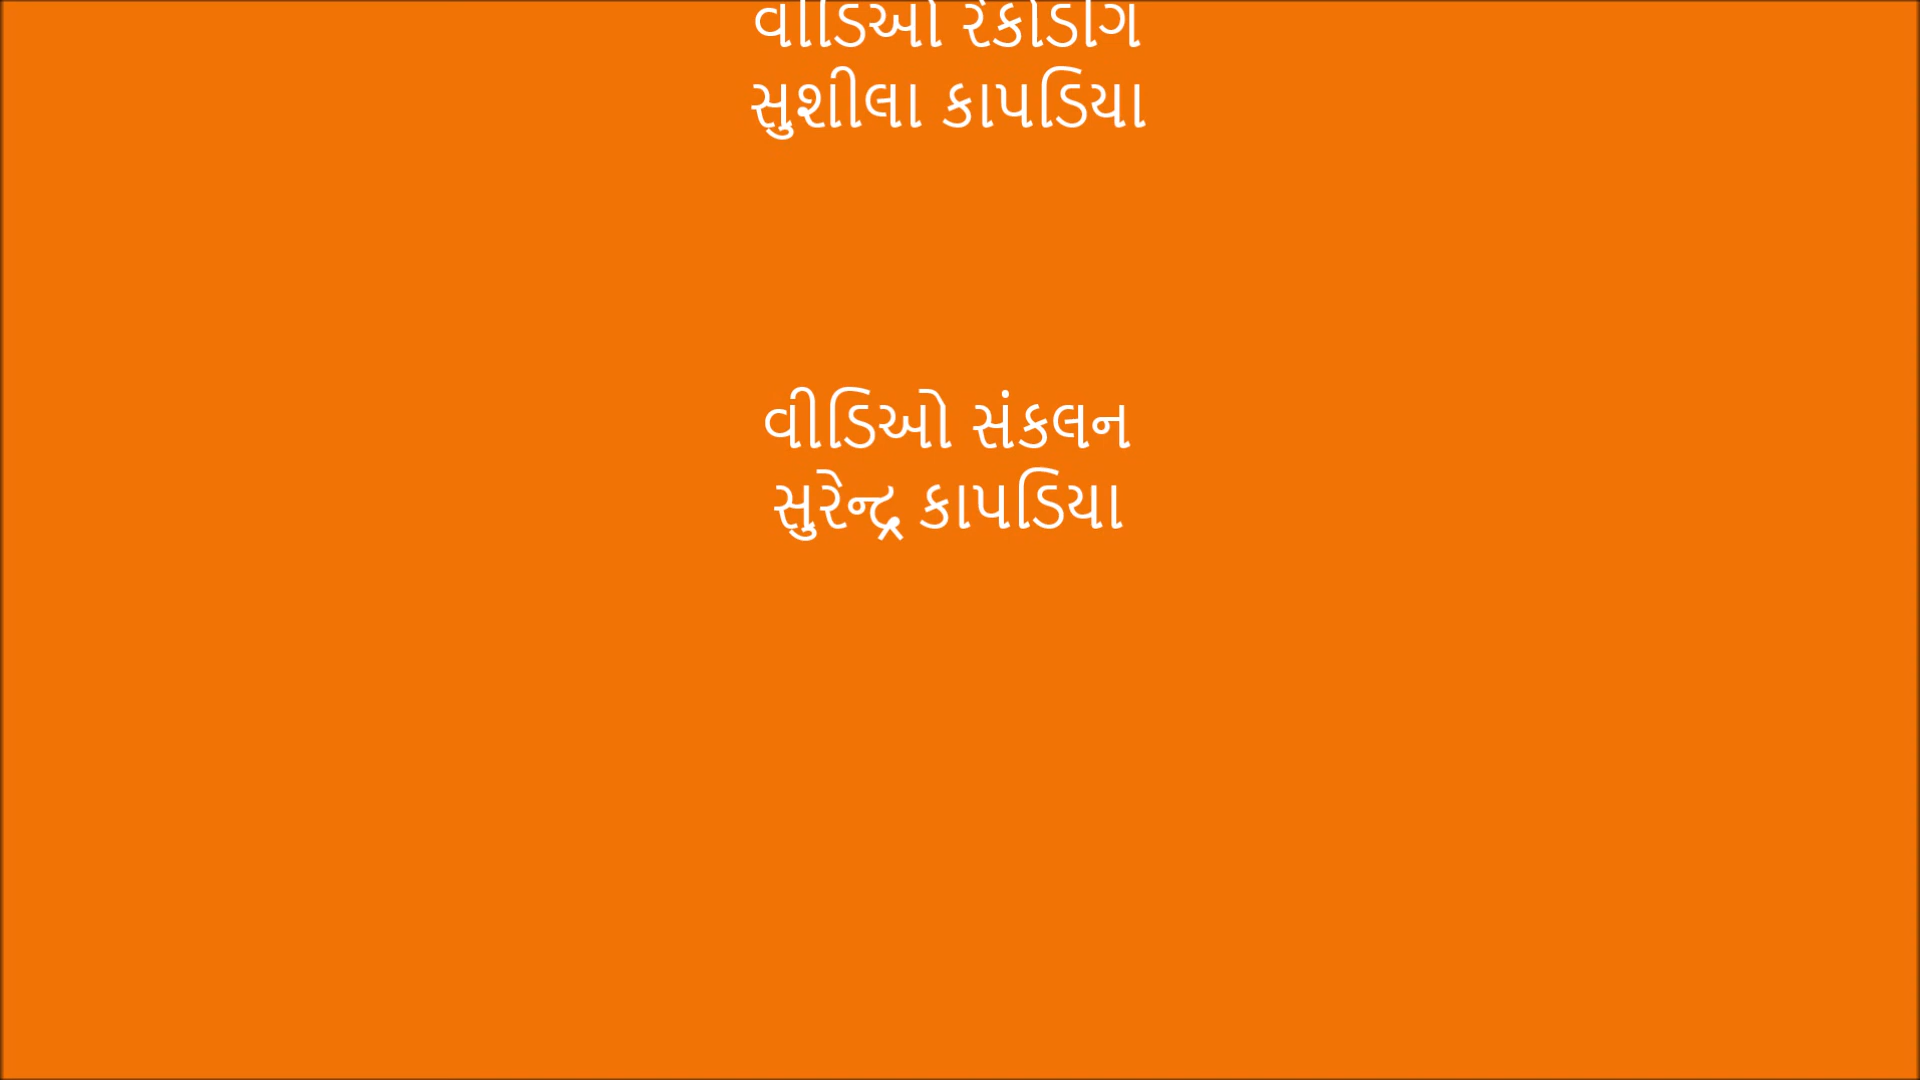 વીડિઓ રેકોર્ડીંગ
સુશીલા કાપડિયા
વીડિઓ સંકલન
સુરેન્દ્ર કાપડિયા